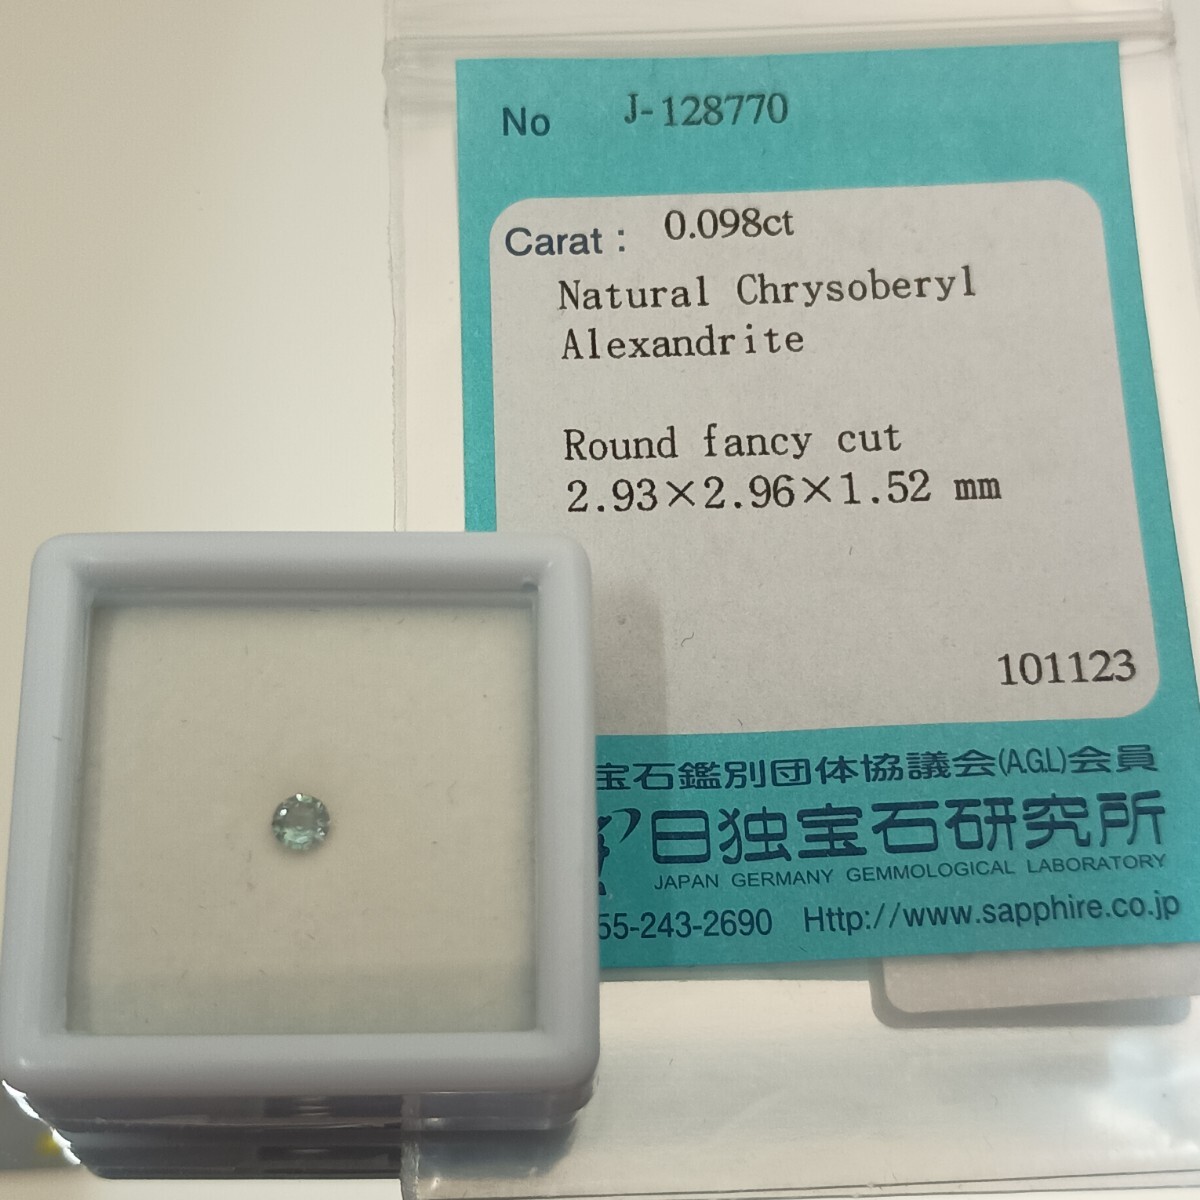 No J-128770
Carat : 0.098ct
Natural Chrysoberyl
Alexandrite
Round fancy cut
2.93×2.96×1.52 mm
101123
宝石鑑別団体協議会(A.G.L)会員
日独宝石研究所
JAPAN GERMANY GEMMOLOGICAL LABORATORY
55-243-2690 Http://www.sapphire.co.jp